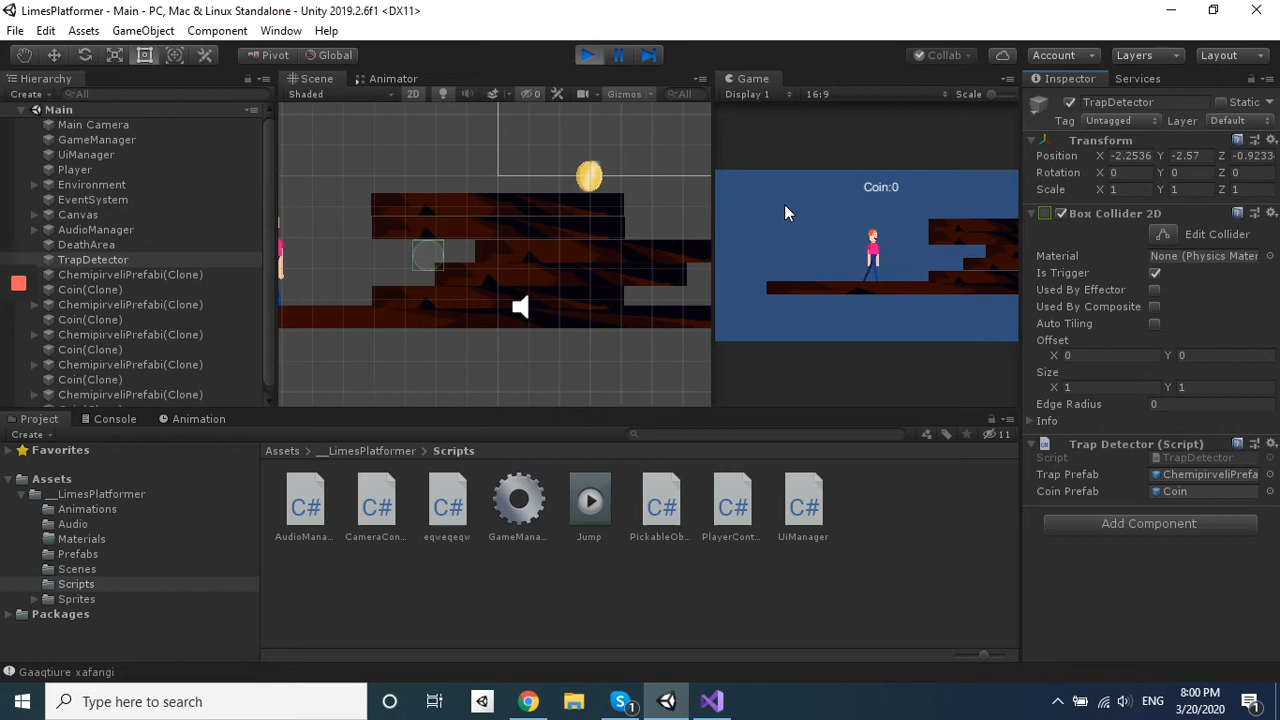 LimesPlatformer - Main - PC, Mac & Linux Standalone - Unity 2019.2.6f1 <DX11>
File Edit Assets GameObject Component Window Help
Pivot Global Collab Account Layers Layout
Hierarchy Scene Animator Game Inspector Services
Create All Shaded 2D 0 Gizmos All Display 1 16:9 Scale TrapDetector Static
Main Tag Untagged Layer Default
Main Camera
GameManager
UiManager
Player
Environment
EventSystem
Canvas
AudioManager
DeathArea
TrapDetector
ChemipirveliPrefabi(Clone)
Coin(Clone)
ChemipirveliPrefabi(Clone)
Coin(Clone)
ChemipirveliPrefabi(Clone)
Coin(Clone)
ChemipirveliPrefabi(Clone)
Coin(Clone)
ChemipirveliPrefabi(Clone)
Coin:0
Transform
Position X -2.2536 Y -2.57 Z -0.9233
Rotation X 0 Y 0 Z 0
Scale X 1 Y 1 Z 1
Box Collider 2D
Edit Collider
Material None (Physics Mater
Is Trigger
Used By Effector
Used By Composite
Auto Tiling
Offset
X 0 Y 0
Size
X 1 Y 1
Edge Radius 0
Info
Trap Detector (Script)
Script TrapDetector
Trap Prefab ChemipirveliPrefa
Coin Prefab Coin
Add Component
Project Console Animation
Create 11
Favorites
Assets
__LimesPlatformer
Animations
Audio
Materials
Prefabs
Scenes
Scripts
Sprites
Packages
Assets __LimesPlatformer Scripts
C# C# C# C# C# C#
AudioMana... CameraCon... eqweqeqw GameMana... Jump PickableOb... PlayerCont... UiManager
Gaaqtiure xafangi
Type here to search
1
ENG
8:00 PM
3/20/2020
1